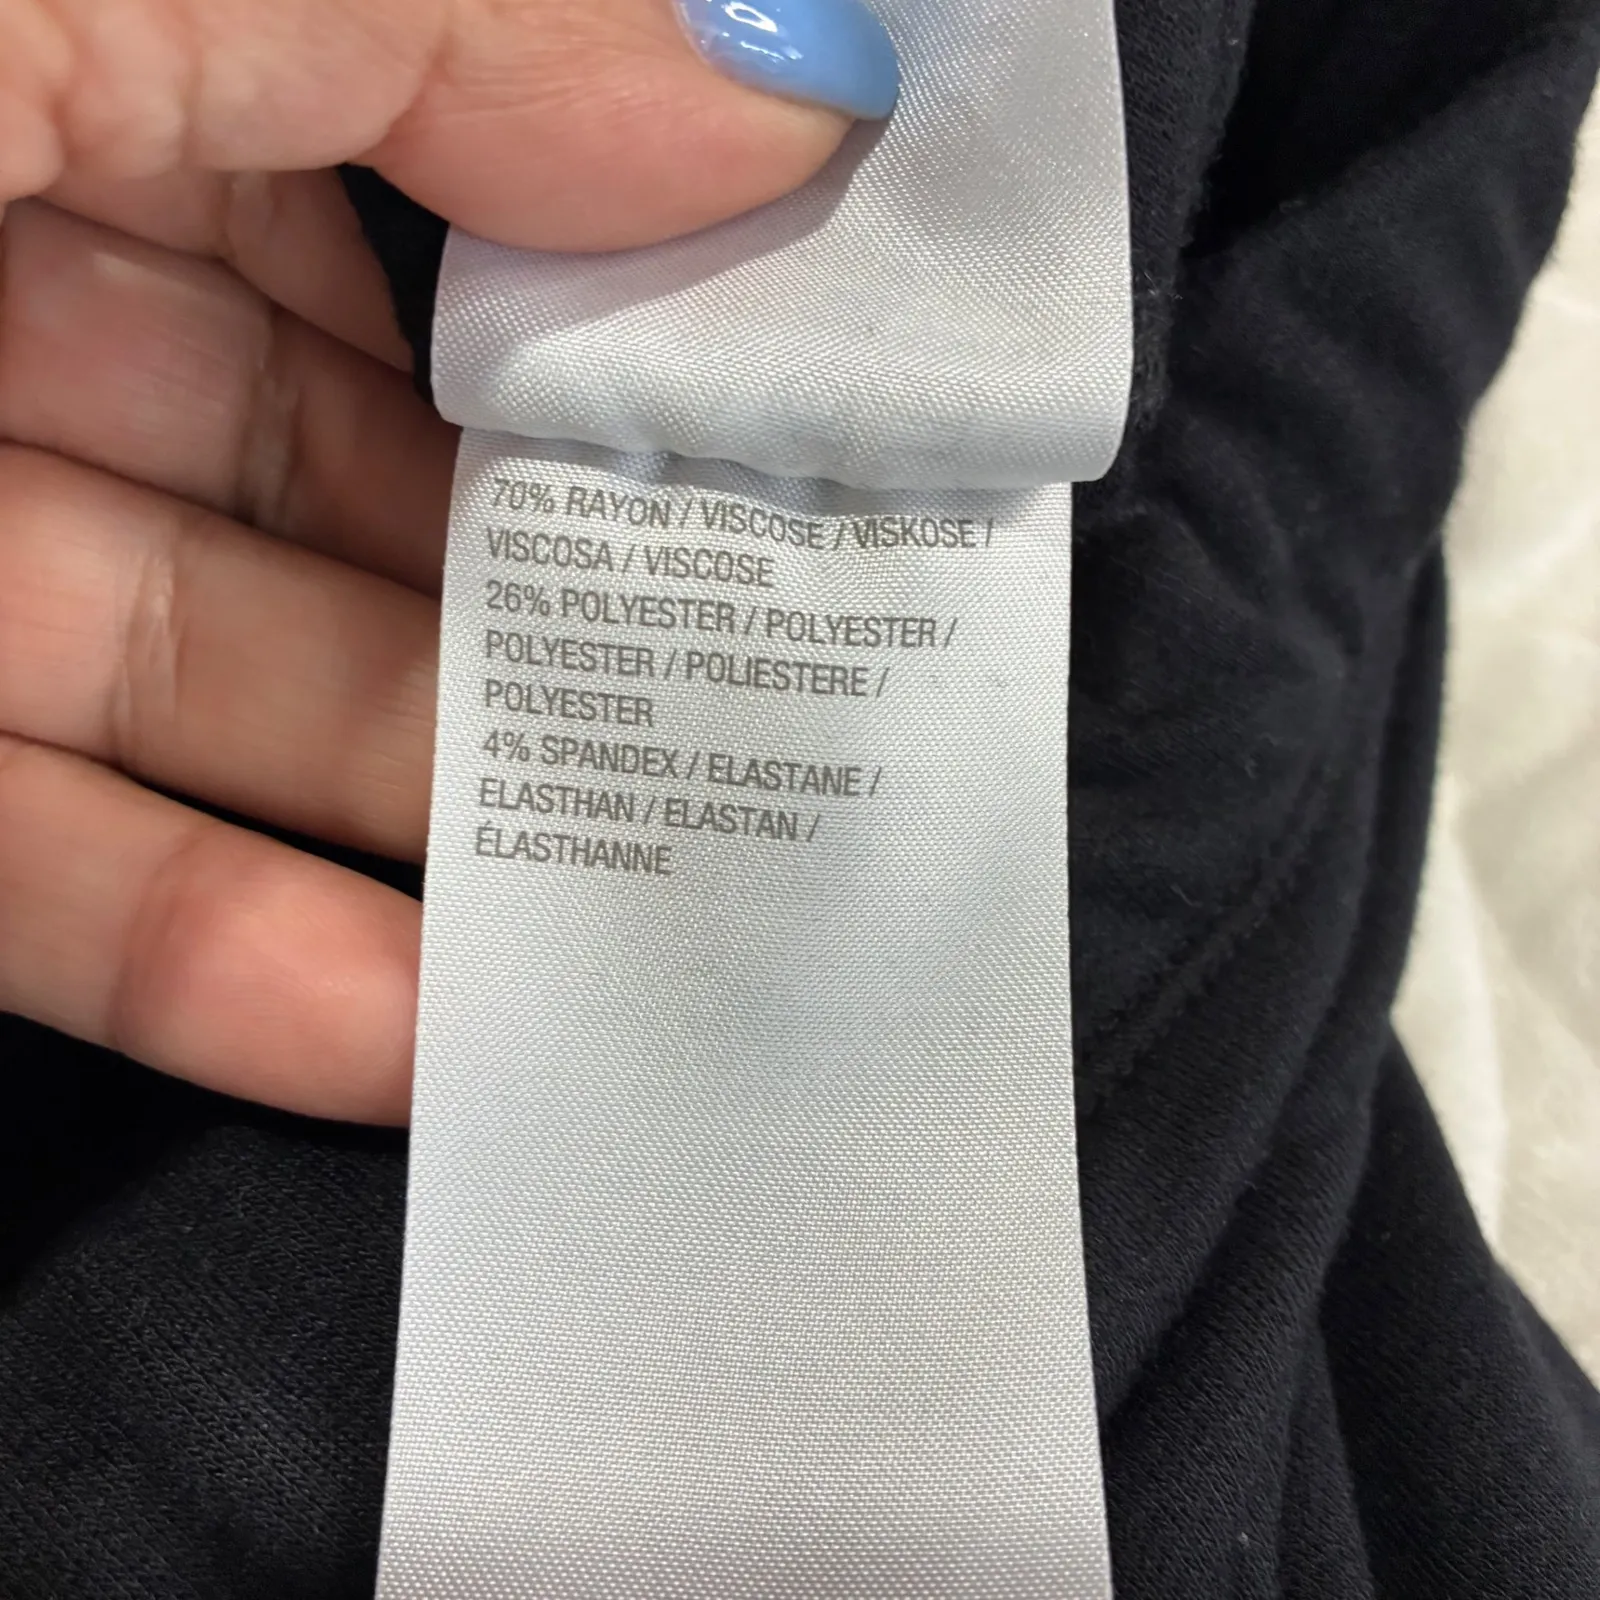 70% RAYON / VISCOSE / VISKOSE /
VISCOSA / VISCOSE
26% POLYESTER / POLYESTER /
POLYESTER / POLIESTERE /
POLYESTER
4% SPANDEX / ELASTANE /
ELASTHAN / ELASTAN /
ÉLASTHANNE